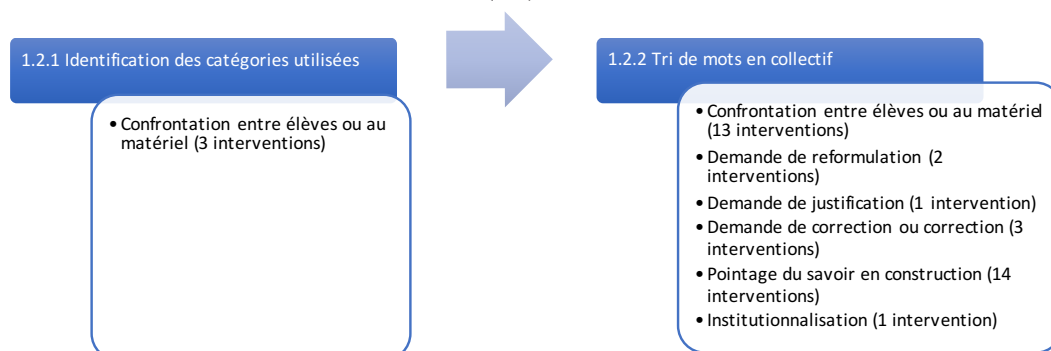 1.2.1 Identification des catégories utilisées
• Confrontation entre élèves ou au
matériel (3 interventions)
1.2.2 Tri de mots en collectif
• Confrontation entre élèves ou au matériel
(13 interventions)
• Demande de reformulation (2
interventions)
• Demande de justification (1 intervention)
• Demande de correction ou correction (3
interventions)
• Pointage du savoir en construction (14
interventions)
• Institutionnalisation (1 intervention)